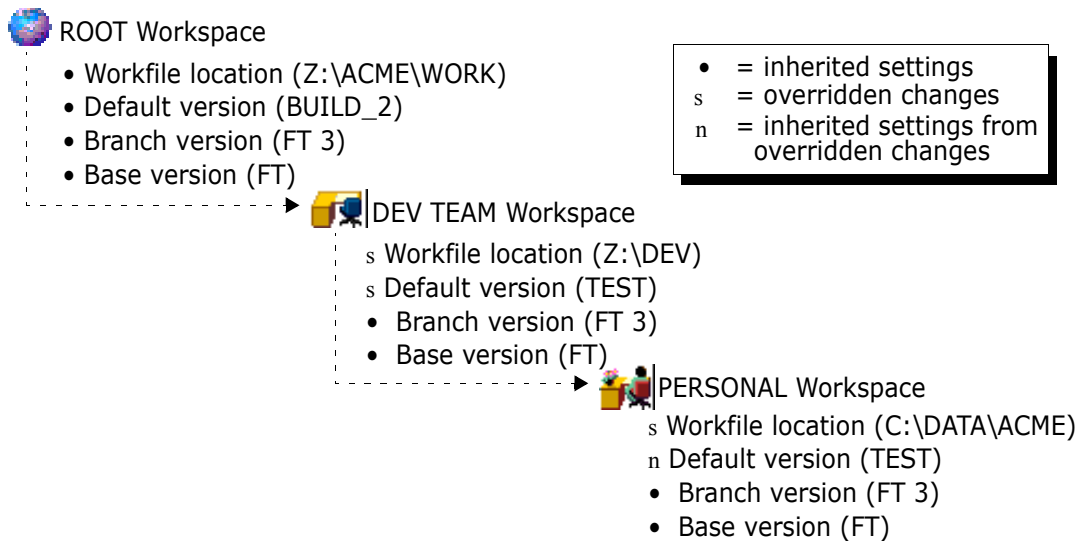 ROOT Workspace
• Workfile location (Z:\ACME\WORK)
• Default version (BUILD_2)
• Branch version (FT 3)
• Base version (FT)
• = inherited settings
s = overridden changes
n = inherited settings from
overridden changes
DEV TEAM Workspace
s Workfile location (Z:\DEV)
s Default version (TEST)
• Branch version (FT 3)
• Base version (FT)
PERSONAL Workspace
s Workfile location (C:\DATA\ACME)
n Default version (TEST)
• Branch version (FT 3)
• Base version (FT)